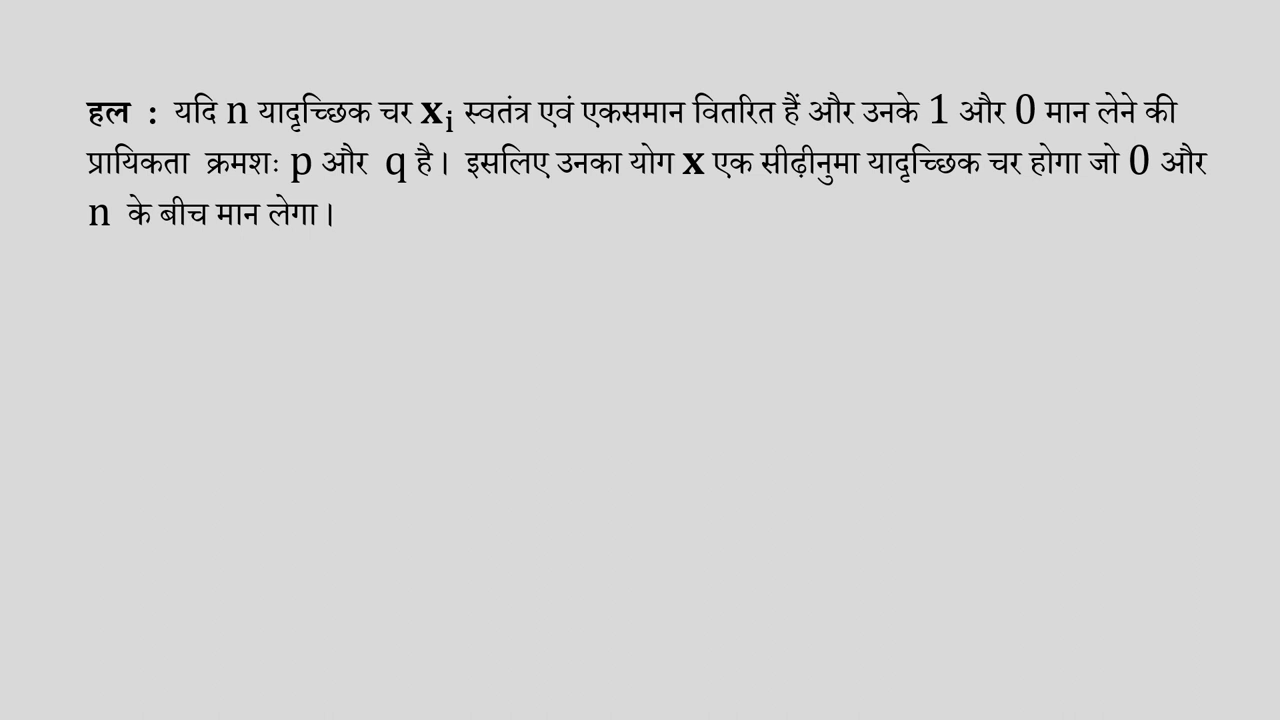 हल : यदि n यादृच्छिक चर xᵢ स्वतंत्र एवं एकसमान वितरित हैं और उनके 1 और 0 मान लेने की
प्रायिकता क्रमशः p और q है। इसलिए उनका योग x एक सीढ़ीनुमा यादृच्छिक चर होगा जो 0 और
n के बीच मान लेगा।